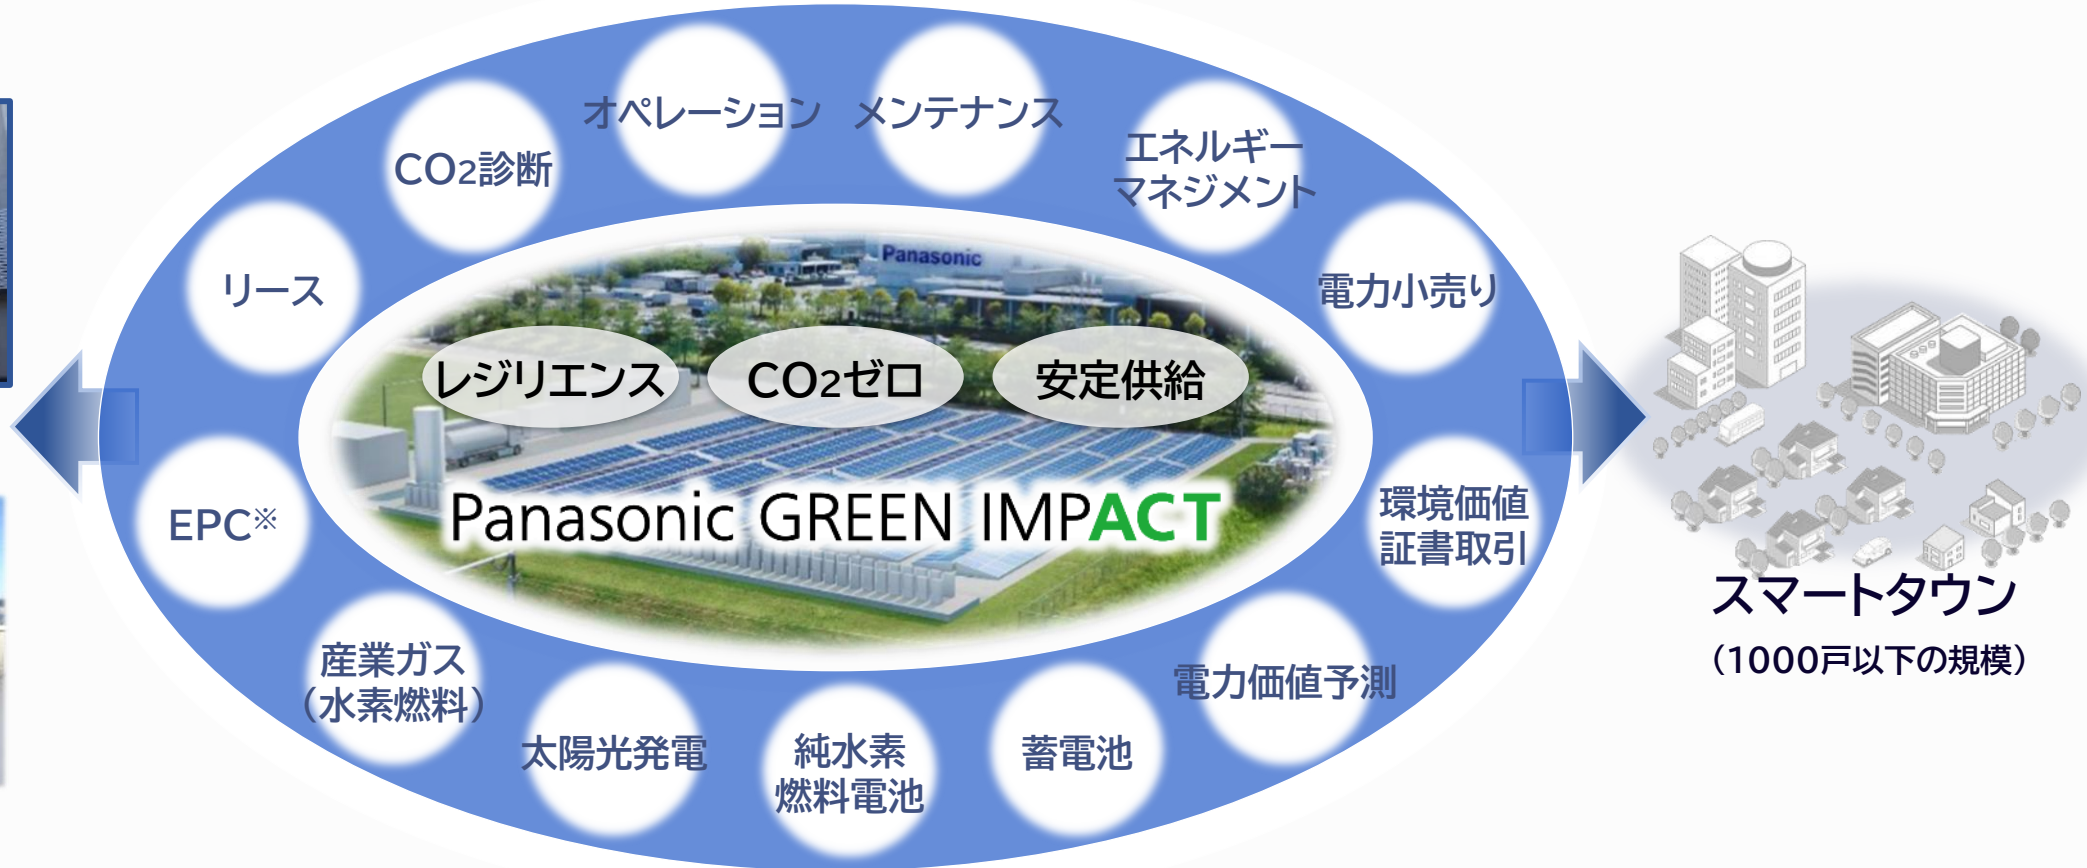 オペレーション
メンテナンス
エネルギー
マネジメント
CO2診断
リース
電力小売り
Panasonic
レジリエンス
CO2ゼロ
安定供給
Panasonic GREEN IMPACT
EPC※
環境価値
証書取引
スマートタウン
（1000戸以下の規模）
産業ガス
（水素燃料）
太陽光発電
純水素
燃料電池
蓄電池
電力価値予測